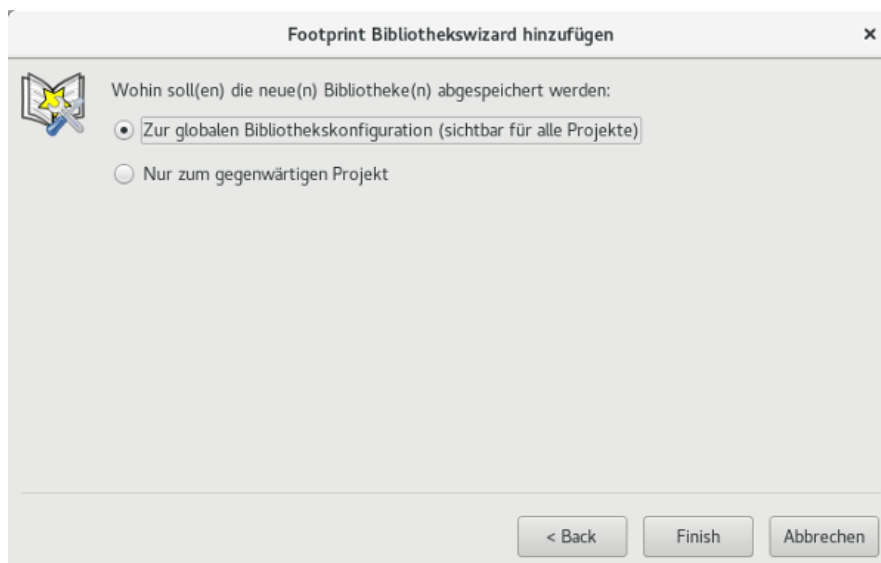 Footprint Bibliothekswizard hinzufügen
Wohin soll(en) die neue(n) Bibliotheke(n) abgespeichert werden:
Zur globalen Bibliothekskonfiguration (sichtbar für alle Projekte)
Nur zum gegenwärtigen Projekt
< Back Finish Abbrechen